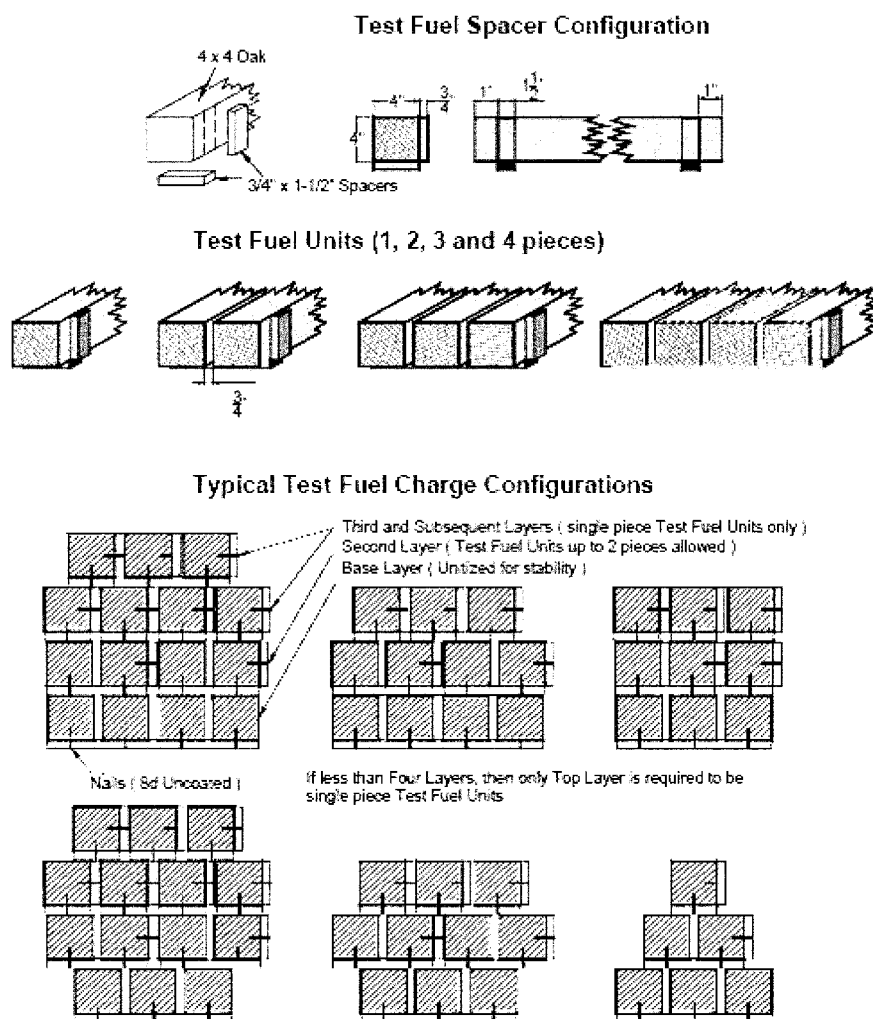 Test Fuel Spacer Configuration
4 x 4 Oak
4" 3/4 1" 1 1/2 1"
4"
3/4" x 1-1/2" Spacers
Test Fuel Units (1, 2, 3 and 4 pieces)
3/4
Typical Test Fuel Charge Configurations
Third and Subsequent Layers ( single piece Test Fuel Units only )
Second Layer ( Test Fuel Units up to 2 pieces allowed )
Base Layer ( Unitized for stability )
Nails ( 8d Uncoated )
If less than Four Layers, then only Top Layer is required to be
single piece Test Fuel Units